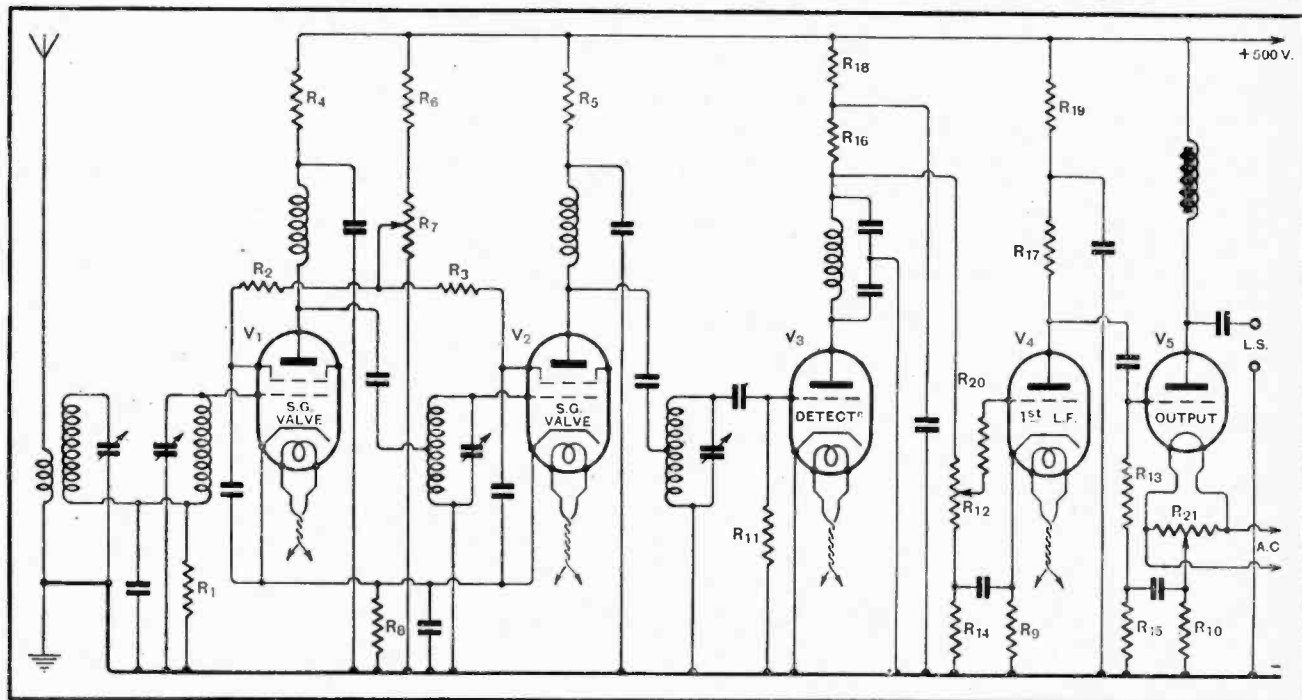 +500 V.
R4
R6
R5
R18
R19
R16
R7
R17
R2
R3
V1
V2
V3
V4
V5
L.S.
R20
S.G.
VALVE
S.G.
VALVE
DETECTR
1st L.F.
OUTPUT
R13
R12
R21
R11
A.C
R1
R8
R14
R9
R15
R10
−